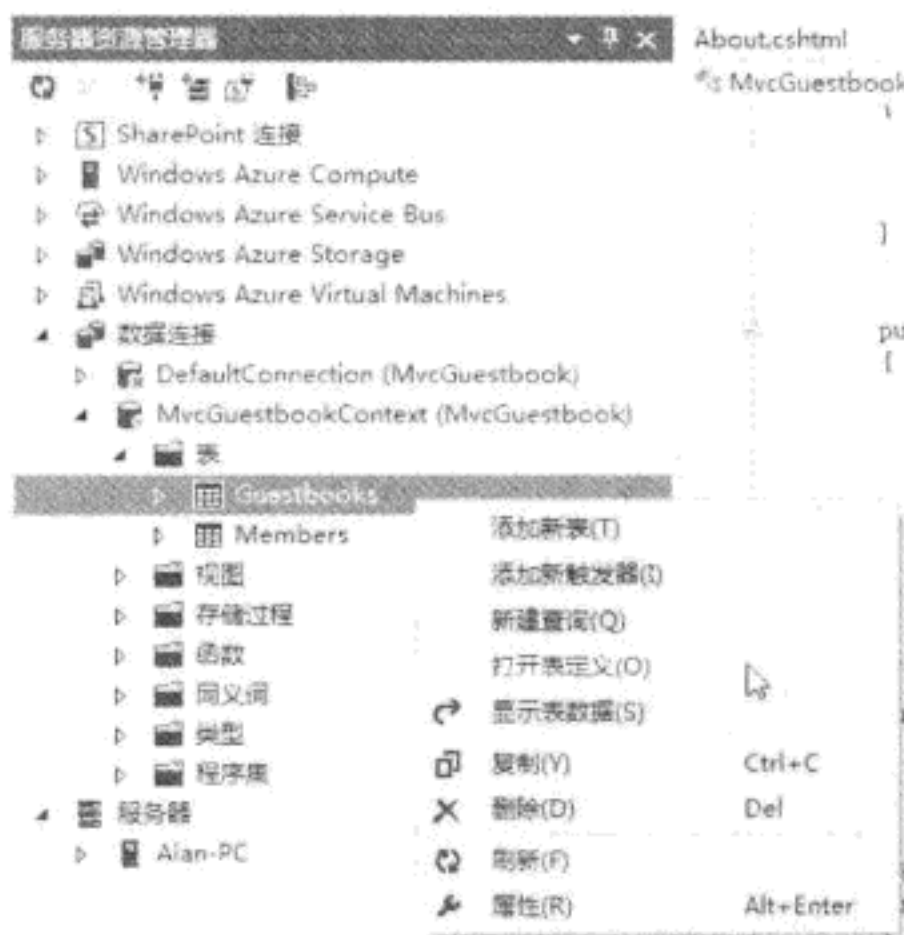 服务器资源管理器
SharePoint 连接
Windows Azure Compute
Windows Azure Service Bus
Windows Azure Storage
Windows Azure Virtual Machines
数据连接
DefaultConnection (MvcGuestbook)
MvcGuestbookContext (MvcGuestbook)
表
Guestbooks
Members
视图
存储过程
函数
同义词
类型
程序集
服务器
Aian-PC
添加新表(T)
添加新触发器(I)
新建查询(Q)
打开表定义(O)
显示表数据(S)
复制(Y) Ctrl+C
删除(D) Del
刷新(F)
属性(R) Alt+Enter
About.cshtml
MvcGuestbook
{
}
pu
{